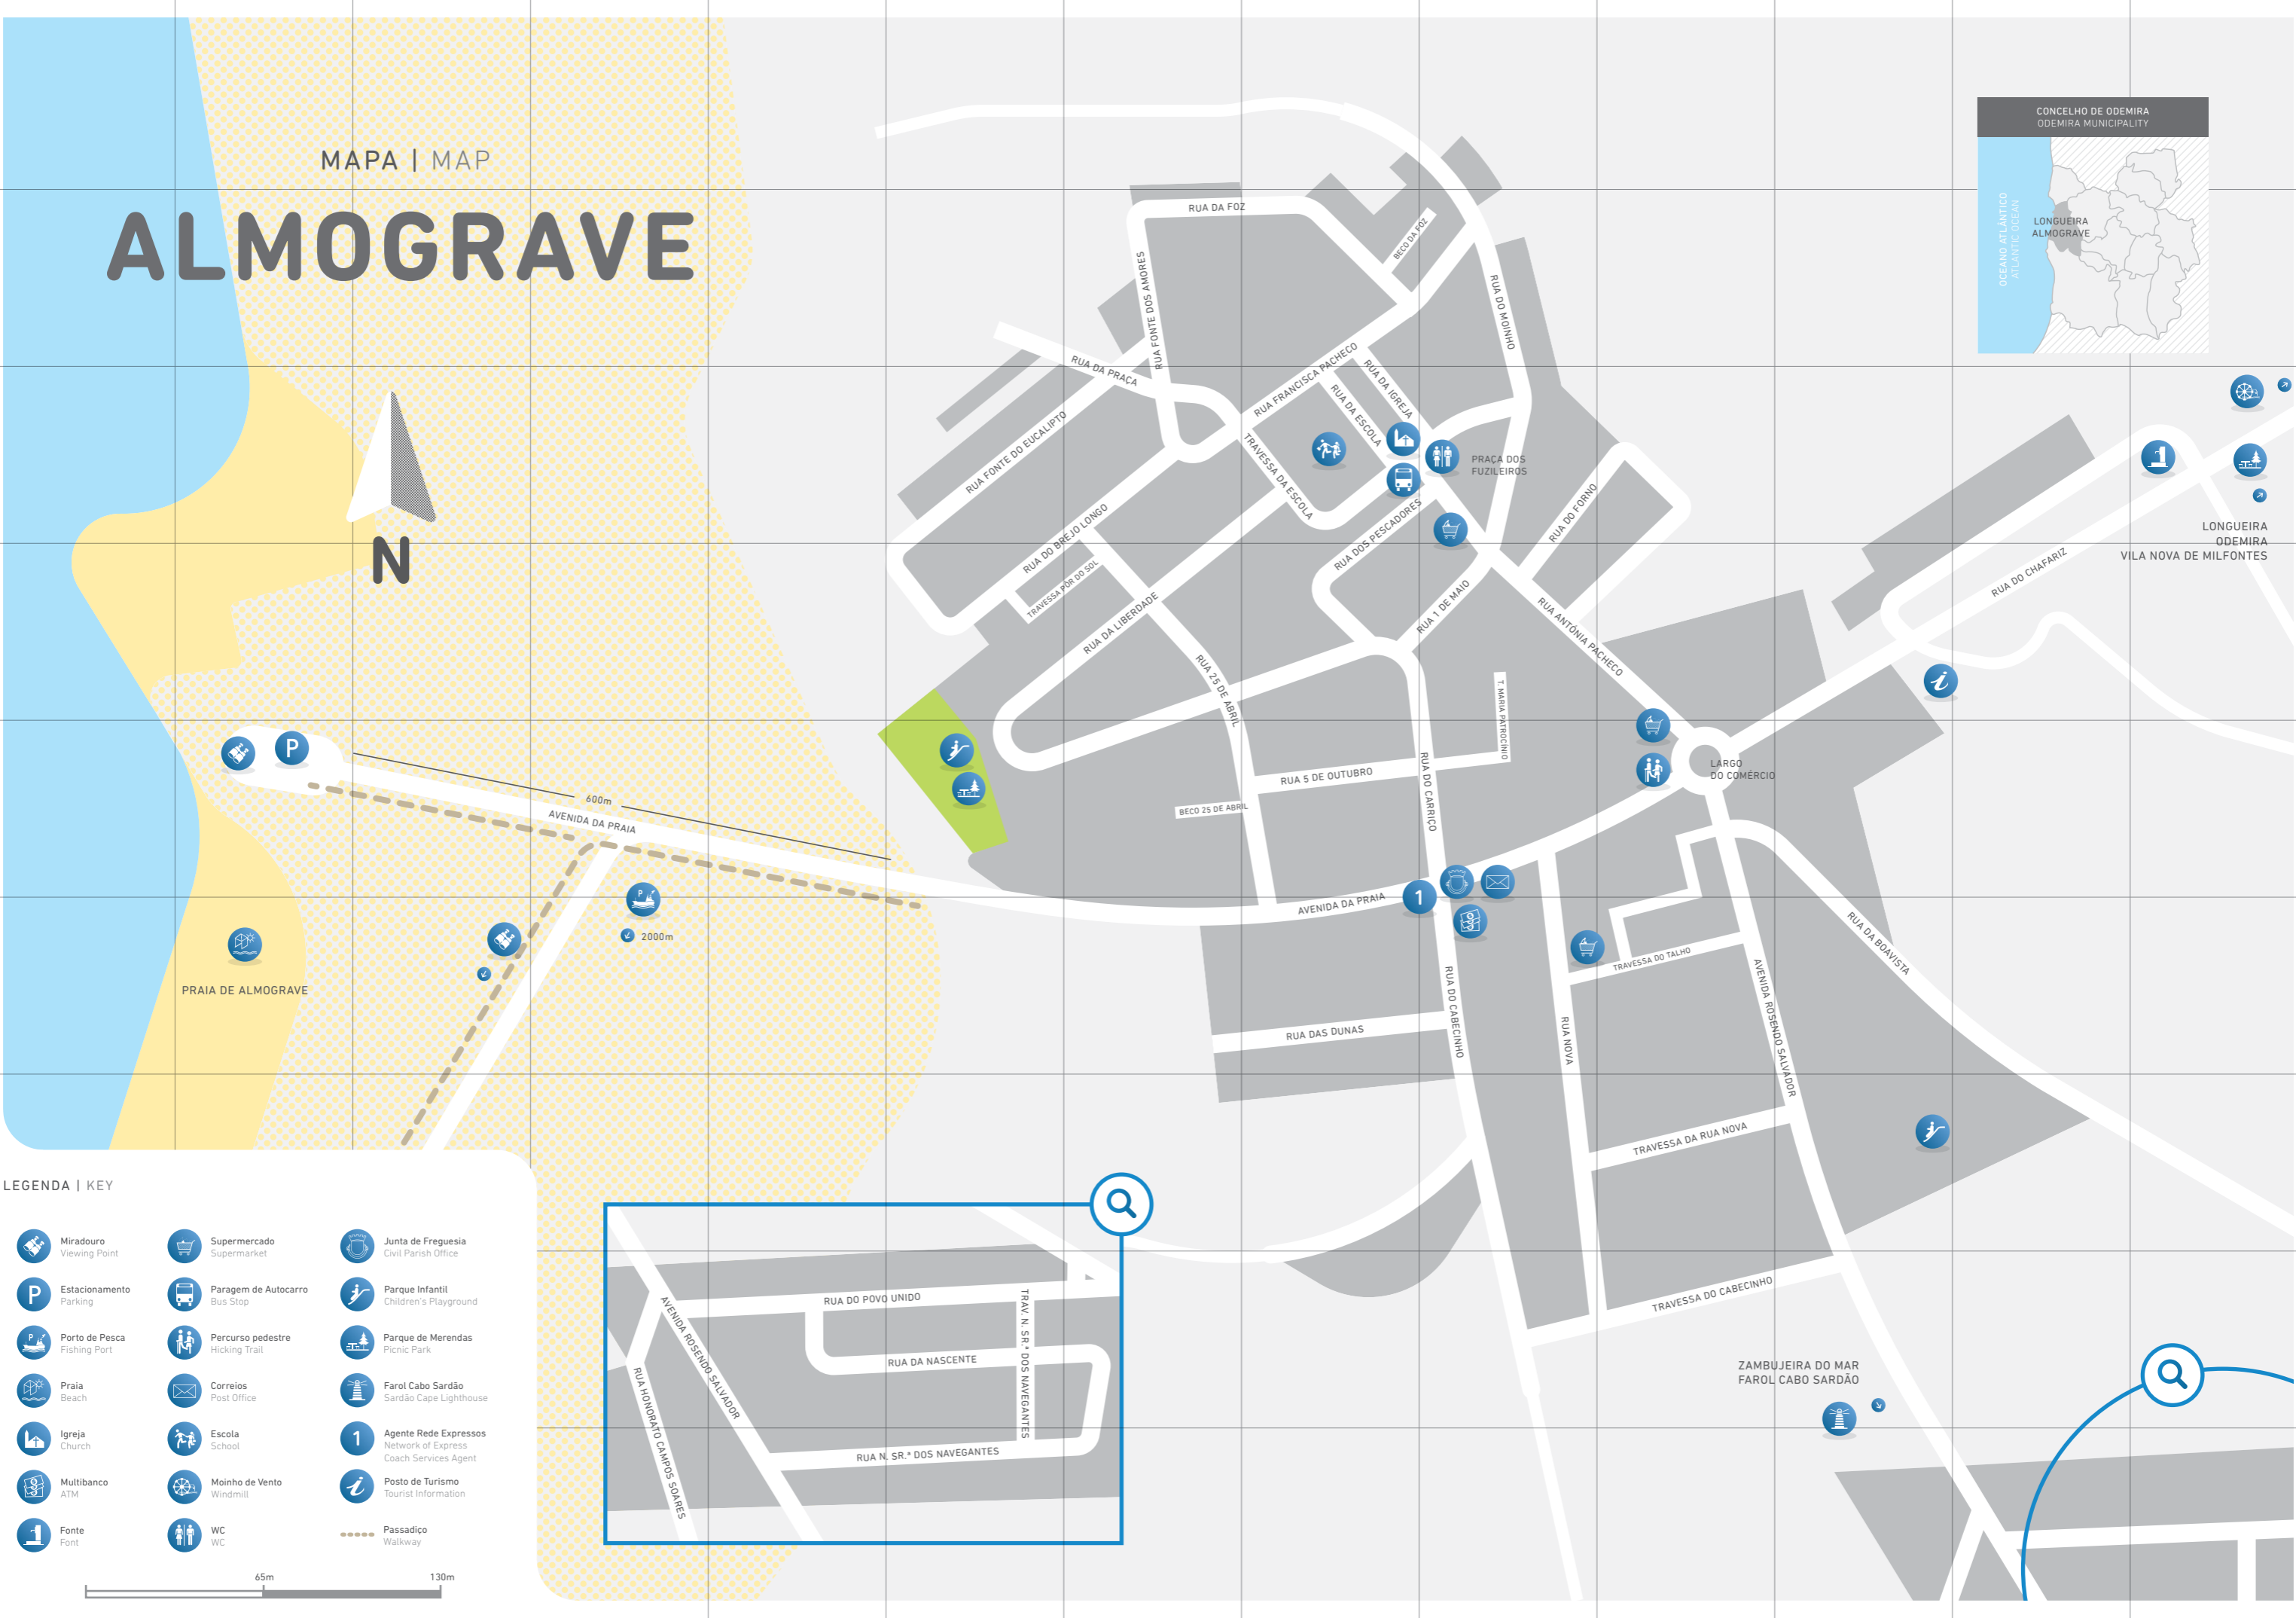 MAPA | MAP
ALMOGRAVE
N
CONCELHO DE ODEMIRA
ODEMIRA MUNICIPALITY
OCEANO ATLÂNTICO
ATLANTIC OCEAN
LONGUEIRA
ALMOGRAVE
RUA DA FOZ
BECO DA FOZ
RUA FONTE DOS AMORES
RUA DO MOINHO
RUA DA PRAÇA
RUA FRANCISCA PACHECO
RUA DA IGREJA
RUA DA ESCOLA
RUA FONTE DO EUCALIPTO
TRAVESSA DA ESCOLA
PRAÇA DOS
FUZILEIROS
RUA DO BREJO LONGO
RUA DOS PESCADORES
RUA DO FORNO
TRAVESSA PÔR DO SOL
RUA DA LIBERDADE
RUA 1 DE MAIO
RUA ANTÓNIA PACHECO
RUA DO CHAFARIZ
LONGUEIRA
ODEMIRA
VILA NOVA DE MILFONTES
RUA 25 DE ABRIL
T. MARIA PATROCÍNIO
P
600m
AVENIDA DA PRAIA
RUA 5 DE OUTUBRO
BECO 25 DE ABRIL
RUA DO CARRIÇO
LARGO
DO COMÉRCIO
i
AVENIDA DA PRAIA
1
P
2000m
PRAIA DE ALMOGRAVE
RUA DAS DUNAS
RUA DO CABECINHO
RUA NOVA
TRAVESSA DO TALHO
AVENIDA ROSENDO SALVADOR
RUA DA BOAVISTA
TRAVESSA DA RUA NOVA
TRAVESSA DO CABECINHO
ZAMBUJEIRA DO MAR
FAROL CABO SARDÃO
RUA DO POVO UNIDO
AVENIDA ROSENDO SALVADOR
RUA DA NASCENTE
TRAV. N. SR.ª DOS NAVEGANTES
RUA HONORATO CAMPOS SOARES
RUA N. SR.ª DOS NAVEGANTES
LEGENDA | KEY
Miradouro
Viewing Point
P
Estacionamento
Parking
P
Porto de Pesca
Fishing Port
Praia
Beach
Igreja
Church
Multibanco
ATM
Fonte
Font
Supermercado
Supermarket
Paragem de Autocarro
Bus Stop
Percurso pedestre
Hicking Trail
Correios
Post Office
Escola
School
Moinho de Vento
Windmill
WC
WC
Junta de Freguesia
Civil Parish Office
Parque Infantil
Children's Playground
Parque de Merendas
Picnic Park
Farol Cabo Sardão
Sardão Cape Lighthouse
1
Agente Rede Expressos
Network of Express
Coach Services Agent
i
Posto de Turismo
Tourist Information
Passadiço
Walkway
65m
130m